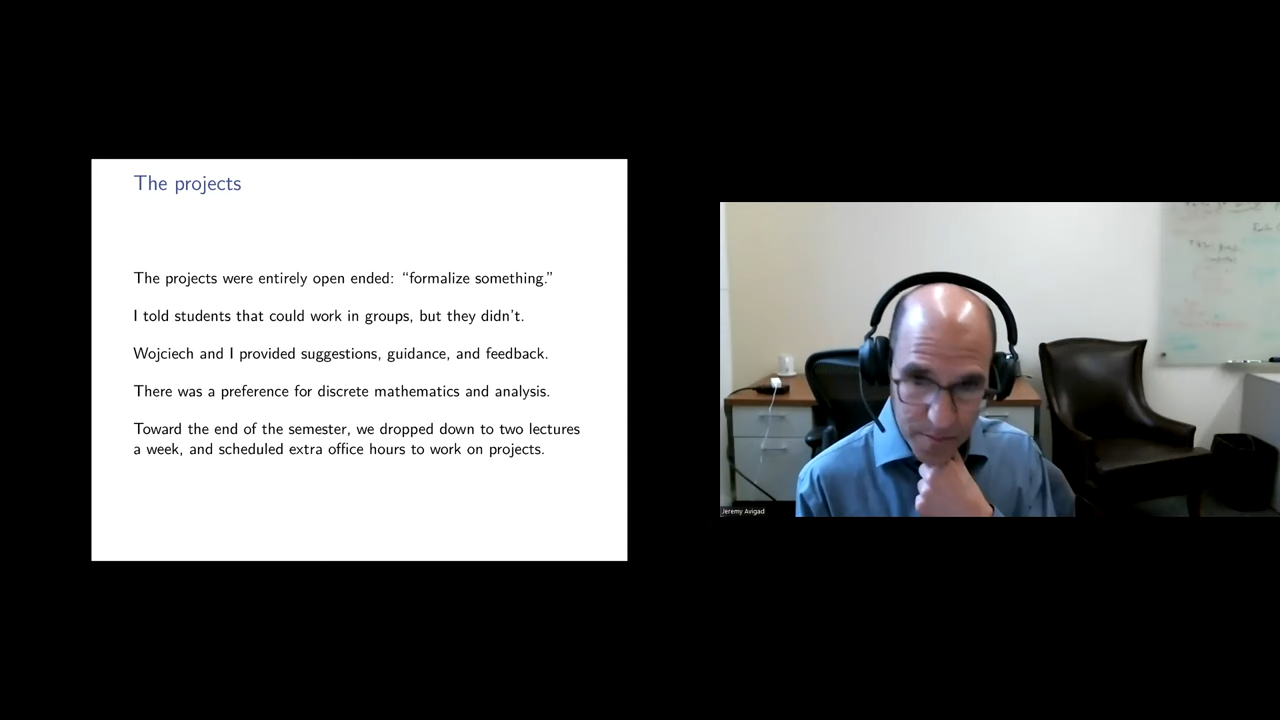 The projects
The projects were entirely open ended: “formalize something.”
I told students that could work in groups, but they didn’t.
Wojciech and I provided suggestions, guidance, and feedback.
There was a preference for discrete mathematics and analysis.
Toward the end of the semester, we dropped down to two lectures
a week, and scheduled extra office hours to work on projects.
Jeremy Avigad